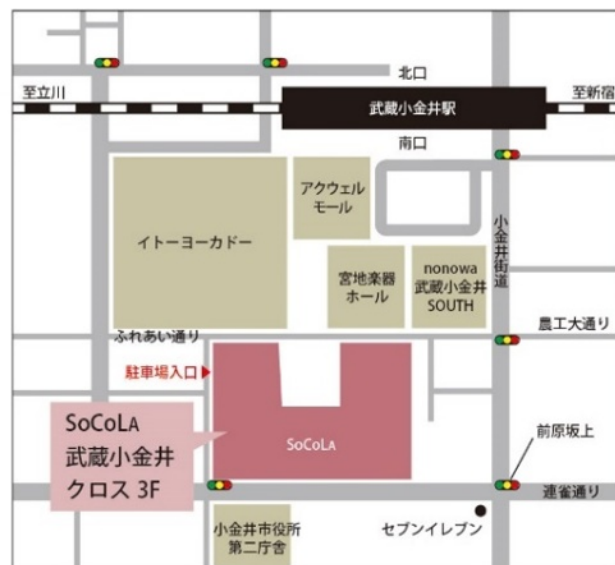 北口
至立川
武蔵小金井駅
至新宿
南口
アクウェル
モール
イトーヨーカドー
小金井街道
宮地楽器
ホール
nonowa
武蔵小金井
SOUTH
ふれあい通り
農工大通り
駐車場入口
SoCoLA
武蔵小金井
クロス 3F
SoCoLA
前原坂上
連雀通り
小金井市役所
第二庁舎
セブンイレブン